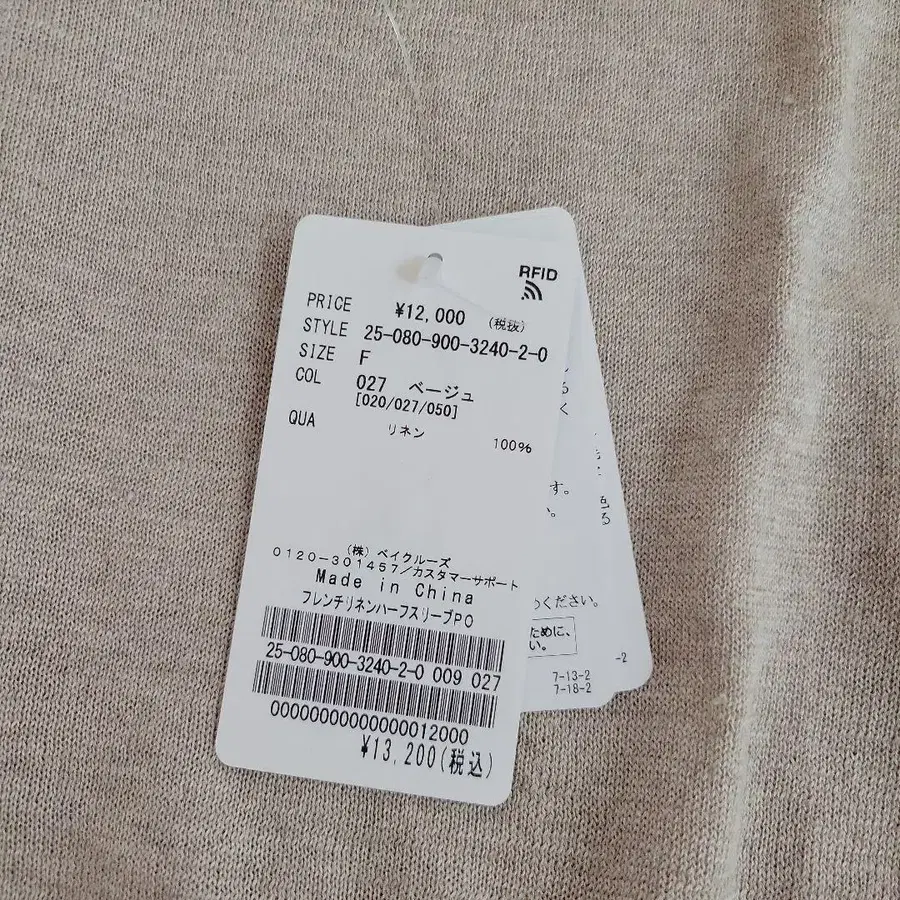 RFID
PRICE ¥12,000 (税抜)
STYLE 25-080-900-3240-2-0
SIZE F
COL 027 ベージュ
[020/027/050]
QUA リネン 100%
(株) ベイクルーズ
0120-301457/カスタマーサポート
Made in China
フレンチリネンハーフスリーブPO
25-080-900-3240-2-0 009 027
0000000000000012000
¥13,200(税込)
る
く
す。
る
ください。
ために、
い。
-2
7-13-2
7-18-2